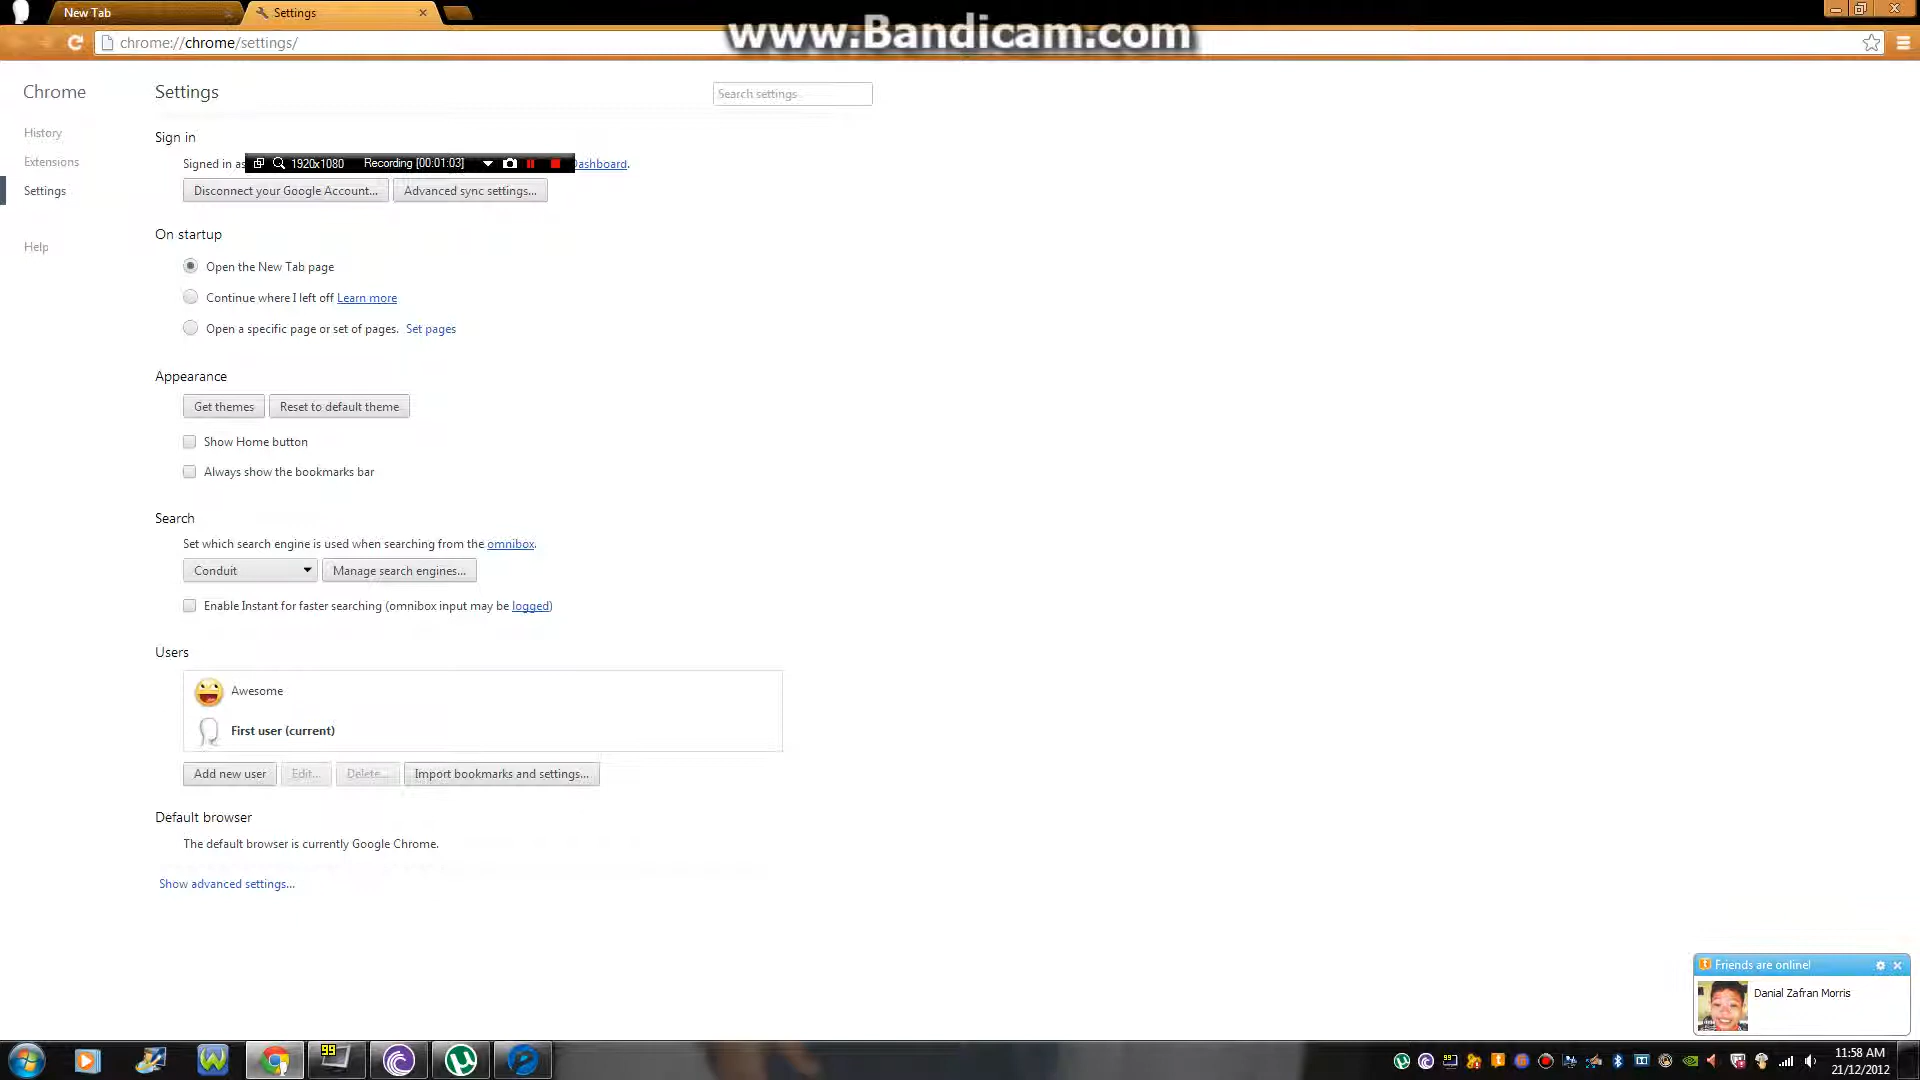 New Tab
Settings
www.Bandicam.com
chrome://chrome/settings/
Chrome
Settings
Search settings
History
Extensions
Settings
Help
Sign in
Signed in as
1920x1080 Recording [00:01:03]
Dashboard.
Disconnect your Google Account...
Advanced sync settings...
On startup
Open the New Tab page
Continue where I left off Learn more
Open a specific page or set of pages. Set pages
Appearance
Get themes
Reset to default theme
Show Home button
Always show the bookmarks bar
Search
Set which search engine is used when searching from the omnibox.
Conduit
Manage search engines...
Enable Instant for faster searching (omnibox input may be logged)
Users
Awesome
First user (current)
Add new user
Edit...
Delete...
Import bookmarks and settings...
Default browser
The default browser is currently Google Chrome.
Show advanced settings...
Friends are online!
Danial Zafran Morris
99
11:58 AM
21/12/2012